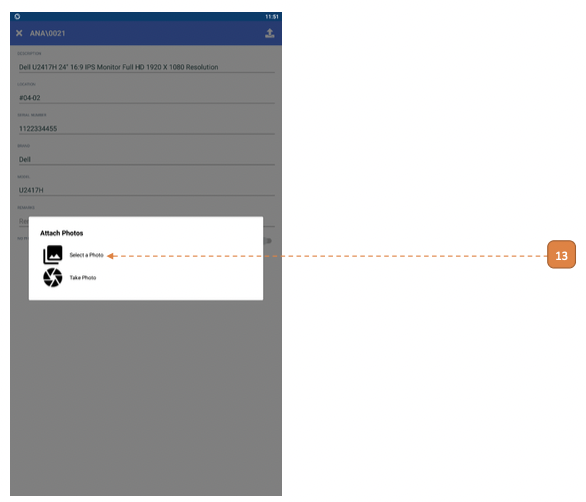 11:51
ANA\0021
DESCRIPTION
Dell U2417H 24" 16:9 IPS Monitor Full HD 1920 X 1080 Resolution
LOCATION
#04-02
SERIAL NUMBER
1122334455
BRAND
Dell
MODEL
U2417H
REMARKS
Attach Photos
Select a Photo
13
Take Photo